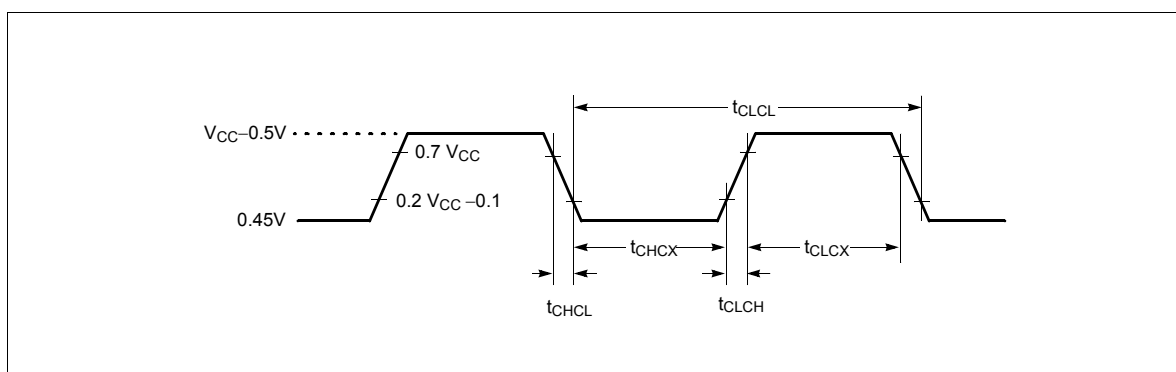 tCLCL
VCC–0.5V
0.7 VCC
0.2 VCC –0.1
0.45V
tCHCX
tCLCX
tCHCL
tCLCH